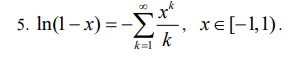 5. ln(1 – x) = –∑_{k=1}^{∞} x^k / k, x ∈ [–1, 1).